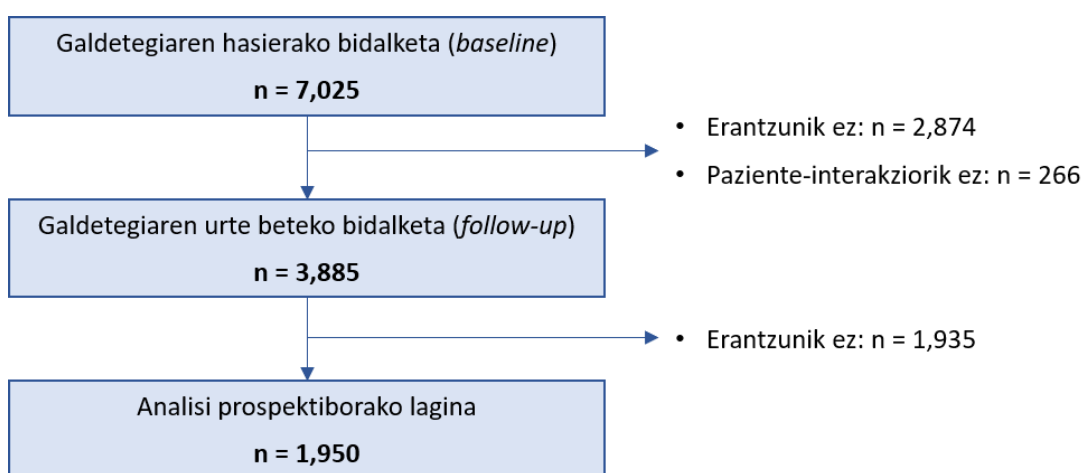 Galdetegiaren hasierako bidalketa (baseline)
n = 7,025
• Erantzunik ez: n = 2,874
• Paziente-interakziorik ez: n = 266
Galdetegiaren urte beteko bidalketa (follow-up)
n = 3,885
• Erantzunik ez: n = 1,935
Analisi prospektiborako lagina
n = 1,950